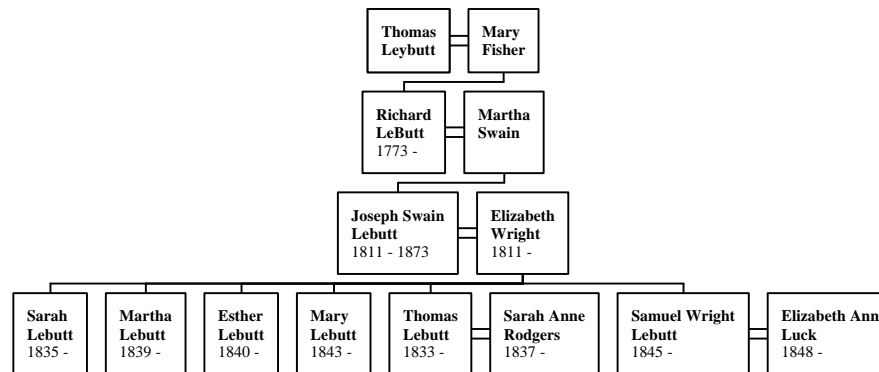 Thomas
Leybutt
Mary
Fisher
Richard
LeButt
1773 -
Martha
Swain
Joseph Swain
Lebutt
1811 - 1873
Elizabeth
Wright
1811 -
Sarah
Lebutt
1835 -
Martha
Lebutt
1839 -
Esther
Lebutt
1840 -
Mary
Lebutt
1843 -
Thomas
Lebutt
1833 -
Sarah Anne
Rodgers
1837 -
Samuel Wright
Lebutt
1845 -
Elizabeth Ann
Luck
1848 -